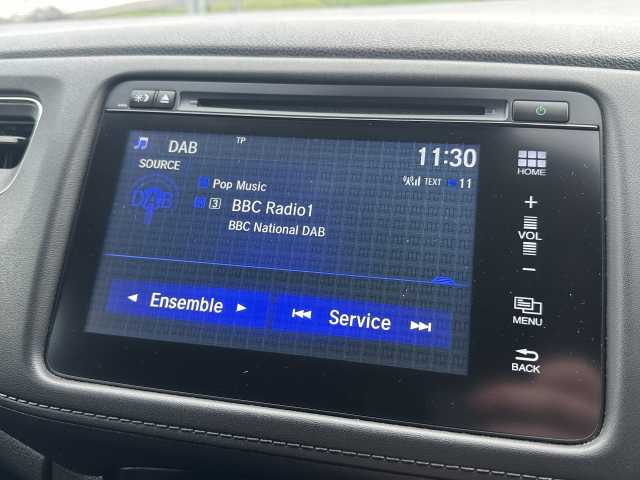 DAB
TP
11:30
SOURCE
DAB
TEXT 11
Pop Music
3 BBC Radio1
BBC National DAB
Ensemble
Service
HOME
+
VOL
−
MENU
BACK